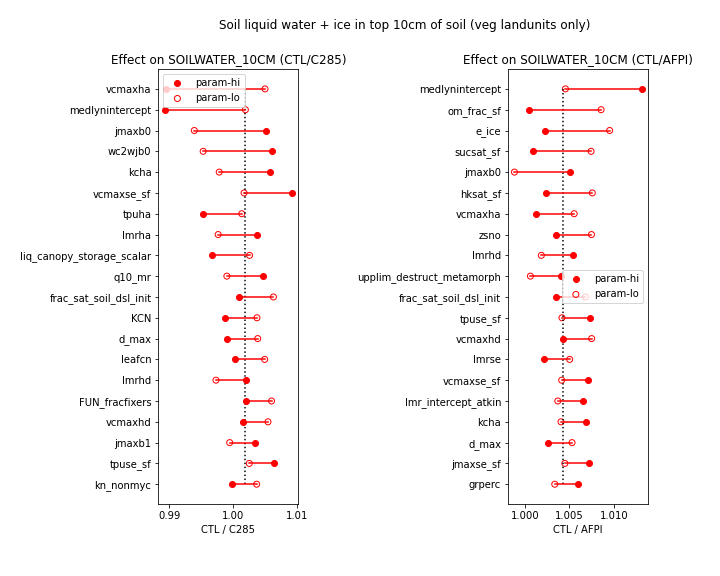 Soil liquid water + ice in top 10cm of soil (veg landunits only)
Effect on SOILWATER_10CM (CTL/C285)
vcmaxha
medlynintercept
jmaxb0
wc2wjb0
kcha
vcmaxse_sf
tpuha
lmrha
liq_canopy_storage_scalar
q10_mr
frac_sat_soil_dsl_init
KCN
d_max
leafcn
lmrhd
FUN_fracfixers
vcmaxhd
jmaxb1
tpuse_sf
kn_nonmyc
param-hi
param-lo
0.99 1.00 1.01
CTL / C285
Effect on SOILWATER_10CM (CTL/AFPI)
medlynintercept
om_frac_sf
e_ice
sucsat_sf
jmaxb0
hksat_sf
vcmaxha
zsno
lmrhd
upplim_destruct_metamorph
frac_sat_soil_dsl_init
tpuse_sf
vcmaxhd
lmrse
vcmaxse_sf
lmr_intercept_atkin
kcha
d_max
jmaxse_sf
grperc
param-hi
param-lo
1.000 1.005 1.010
CTL / AFPI